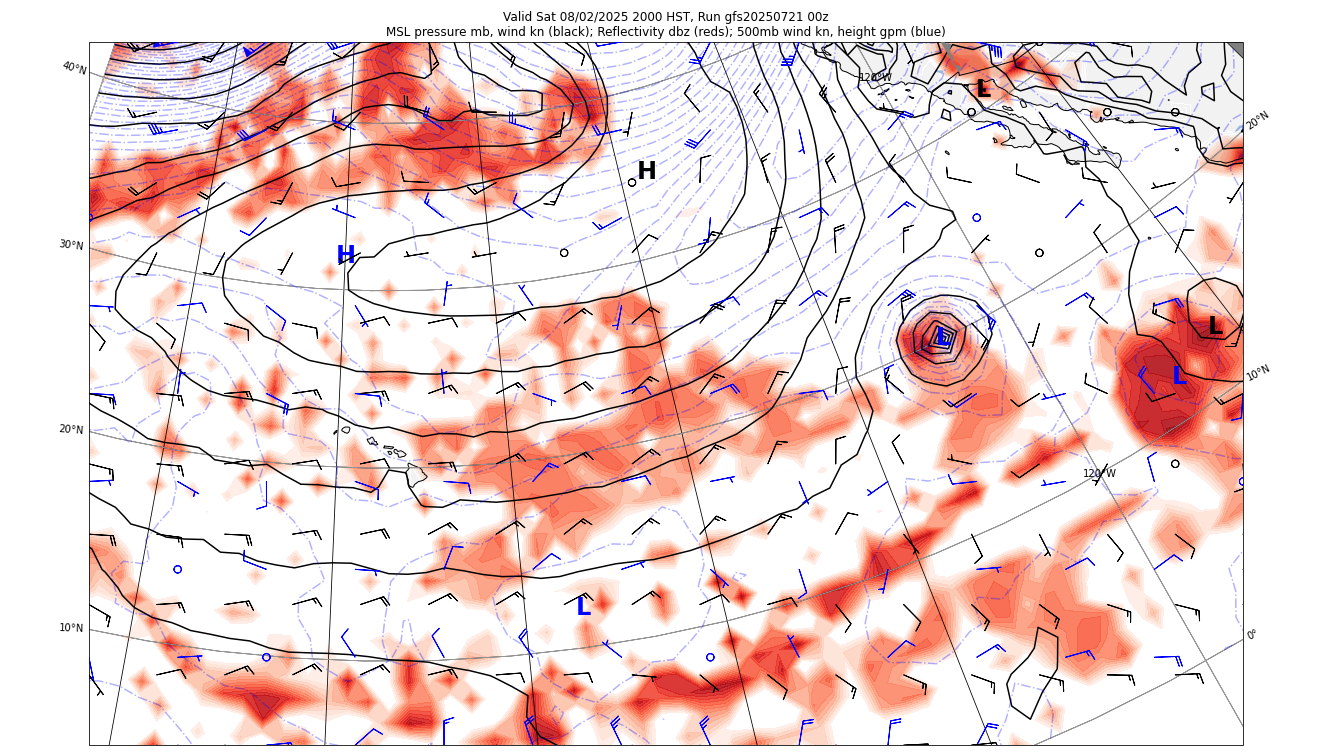 Valid Sat 08/02/2025 2000 HST, Run gfs20250721 00z
MSL pressure mb, wind kn (black); Reflectivity dbz (reds); 500mb wind kn, height gpm (blue)
40°N
120°W
L
20°N
H
30°N
H
L
L
10°N
L
20°N
120°W
L
10°N
0°